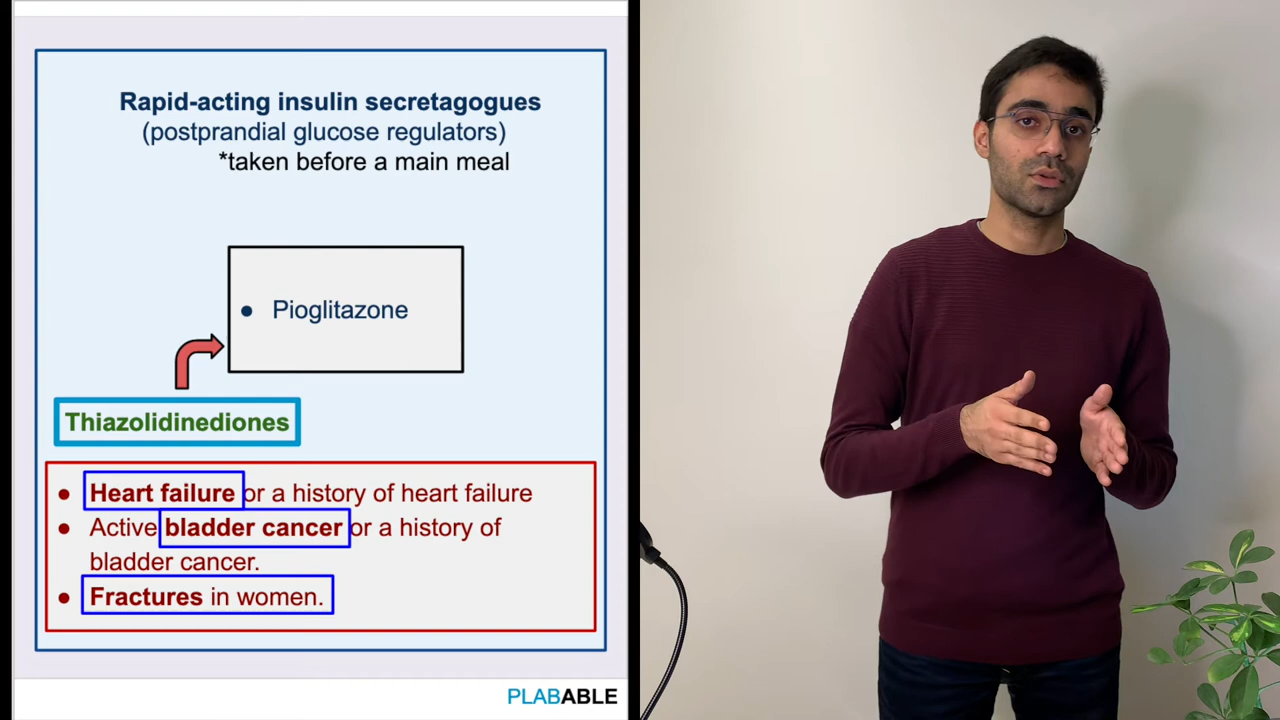 Rapid-acting insulin secretagogues
(postprandial glucose regulators)
*taken before a main meal
● Pioglitazone
Thiazolidinediones
● Heart failure or a history of heart failure
● Active bladder cancer or a history of
bladder cancer.
● Fractures in women.
PLABABLE